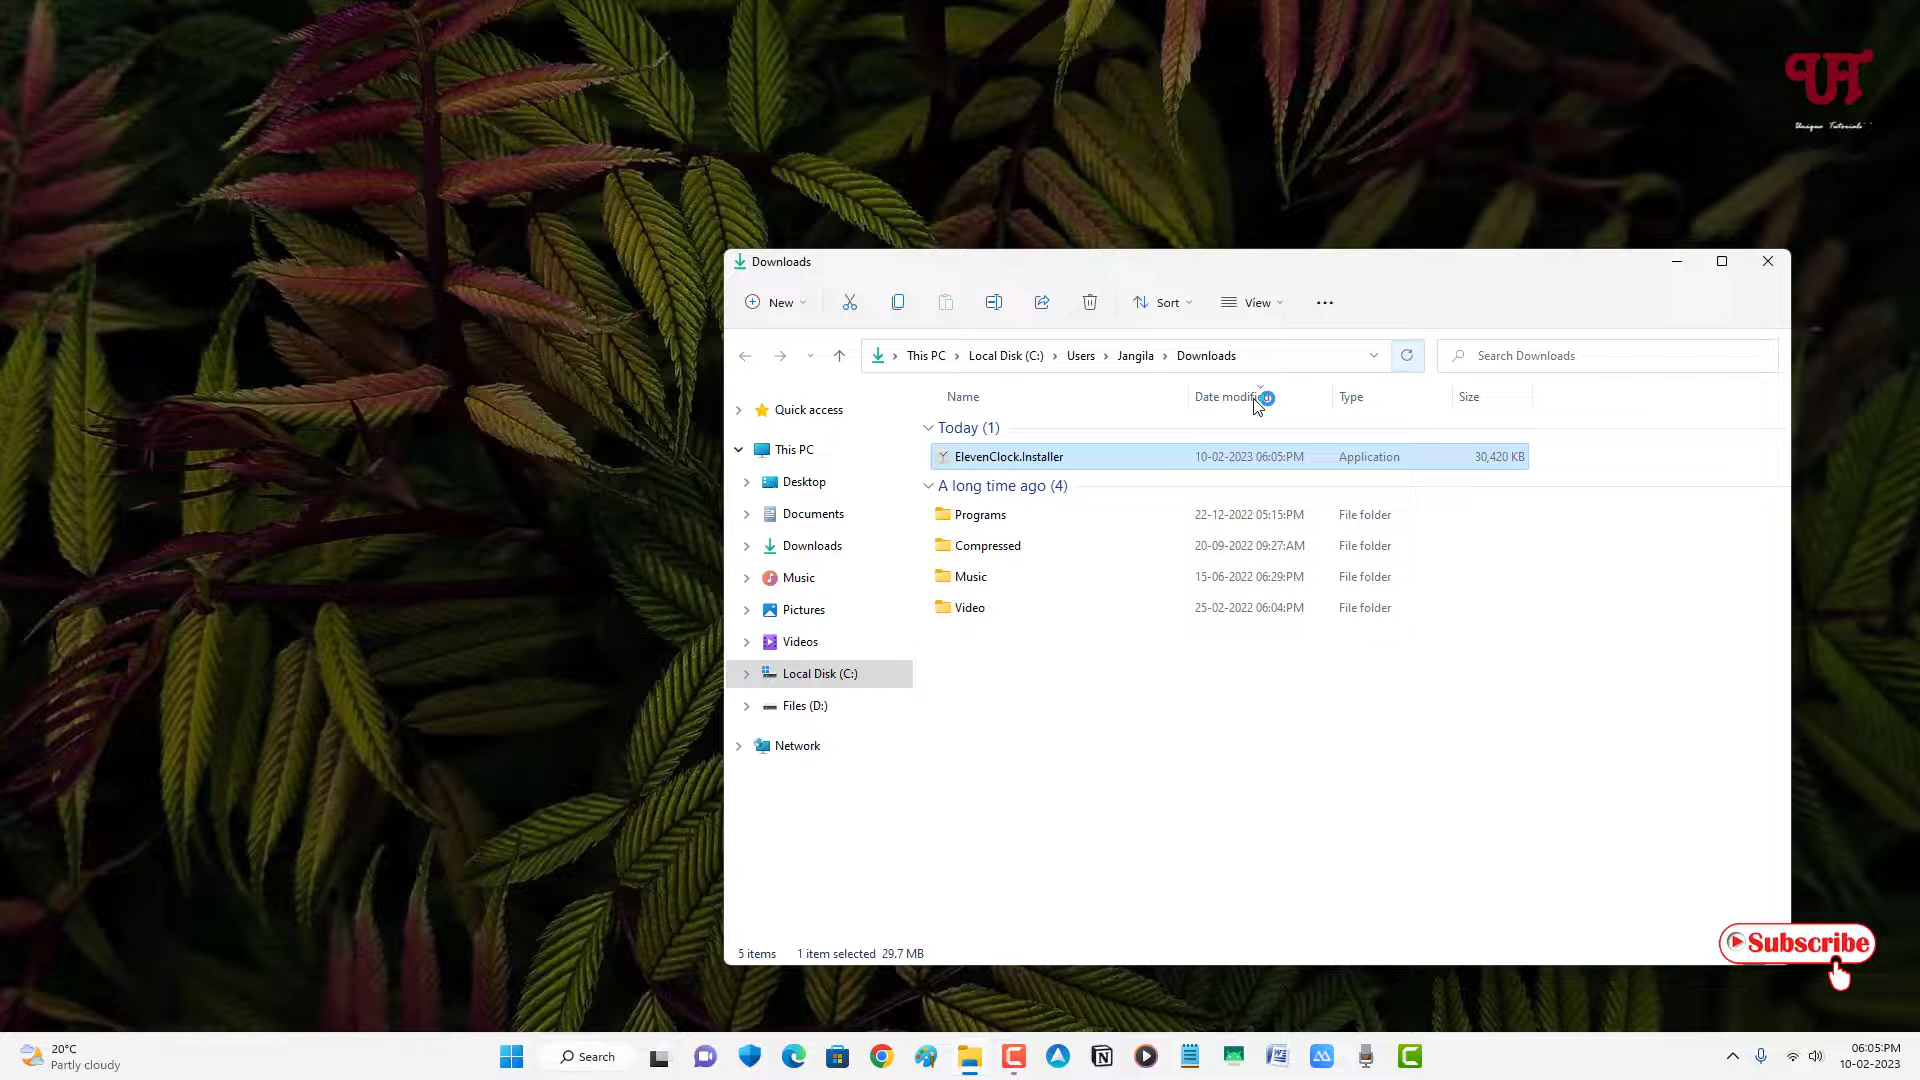 UT
Unique Tutorials
Downloads
New
Sort
View
This PC
Local Disk (C:)
Users
Jangila
Downloads
Search Downloads
Name
Type
Size
Quick access
Today (1)
This PC
ElevenClock.Installer
10-02-2023 06:05:PM
Application
30,420 KB
Desktop
A long time ago (4)
Documents
Programs
22-12-2022 05:15:PM
File folder
Downloads
Compressed
20-09-2022 09:27:AM
File folder
Music
Music
15-06-2022 06:29:PM
File folder
Pictures
Video
25-02-2022 06:04:PM
File folder
Videos
Local Disk (C:)
Files (D:)
Network
Subscribe
5 items
1 item selected 29.7 MB
20°C
Partly cloudy
Search
06:05:PM
10-02-2023